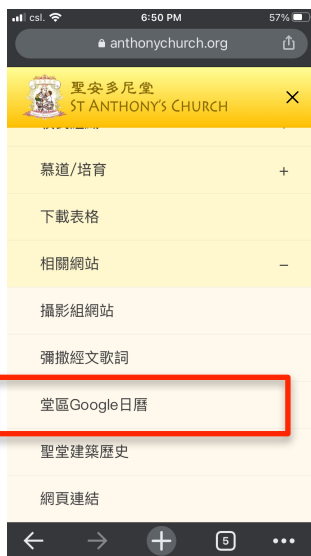 csl.
6:50 PM
57%
anthonychurch.org
聖安多尼堂
ST ANTHONY'S CHURCH
慕道/培育
+
下載表格
相關網站
–
攝影組網站
彌撒經文歌詞
堂區Google日曆
聖堂建築歷史
網頁連結
5